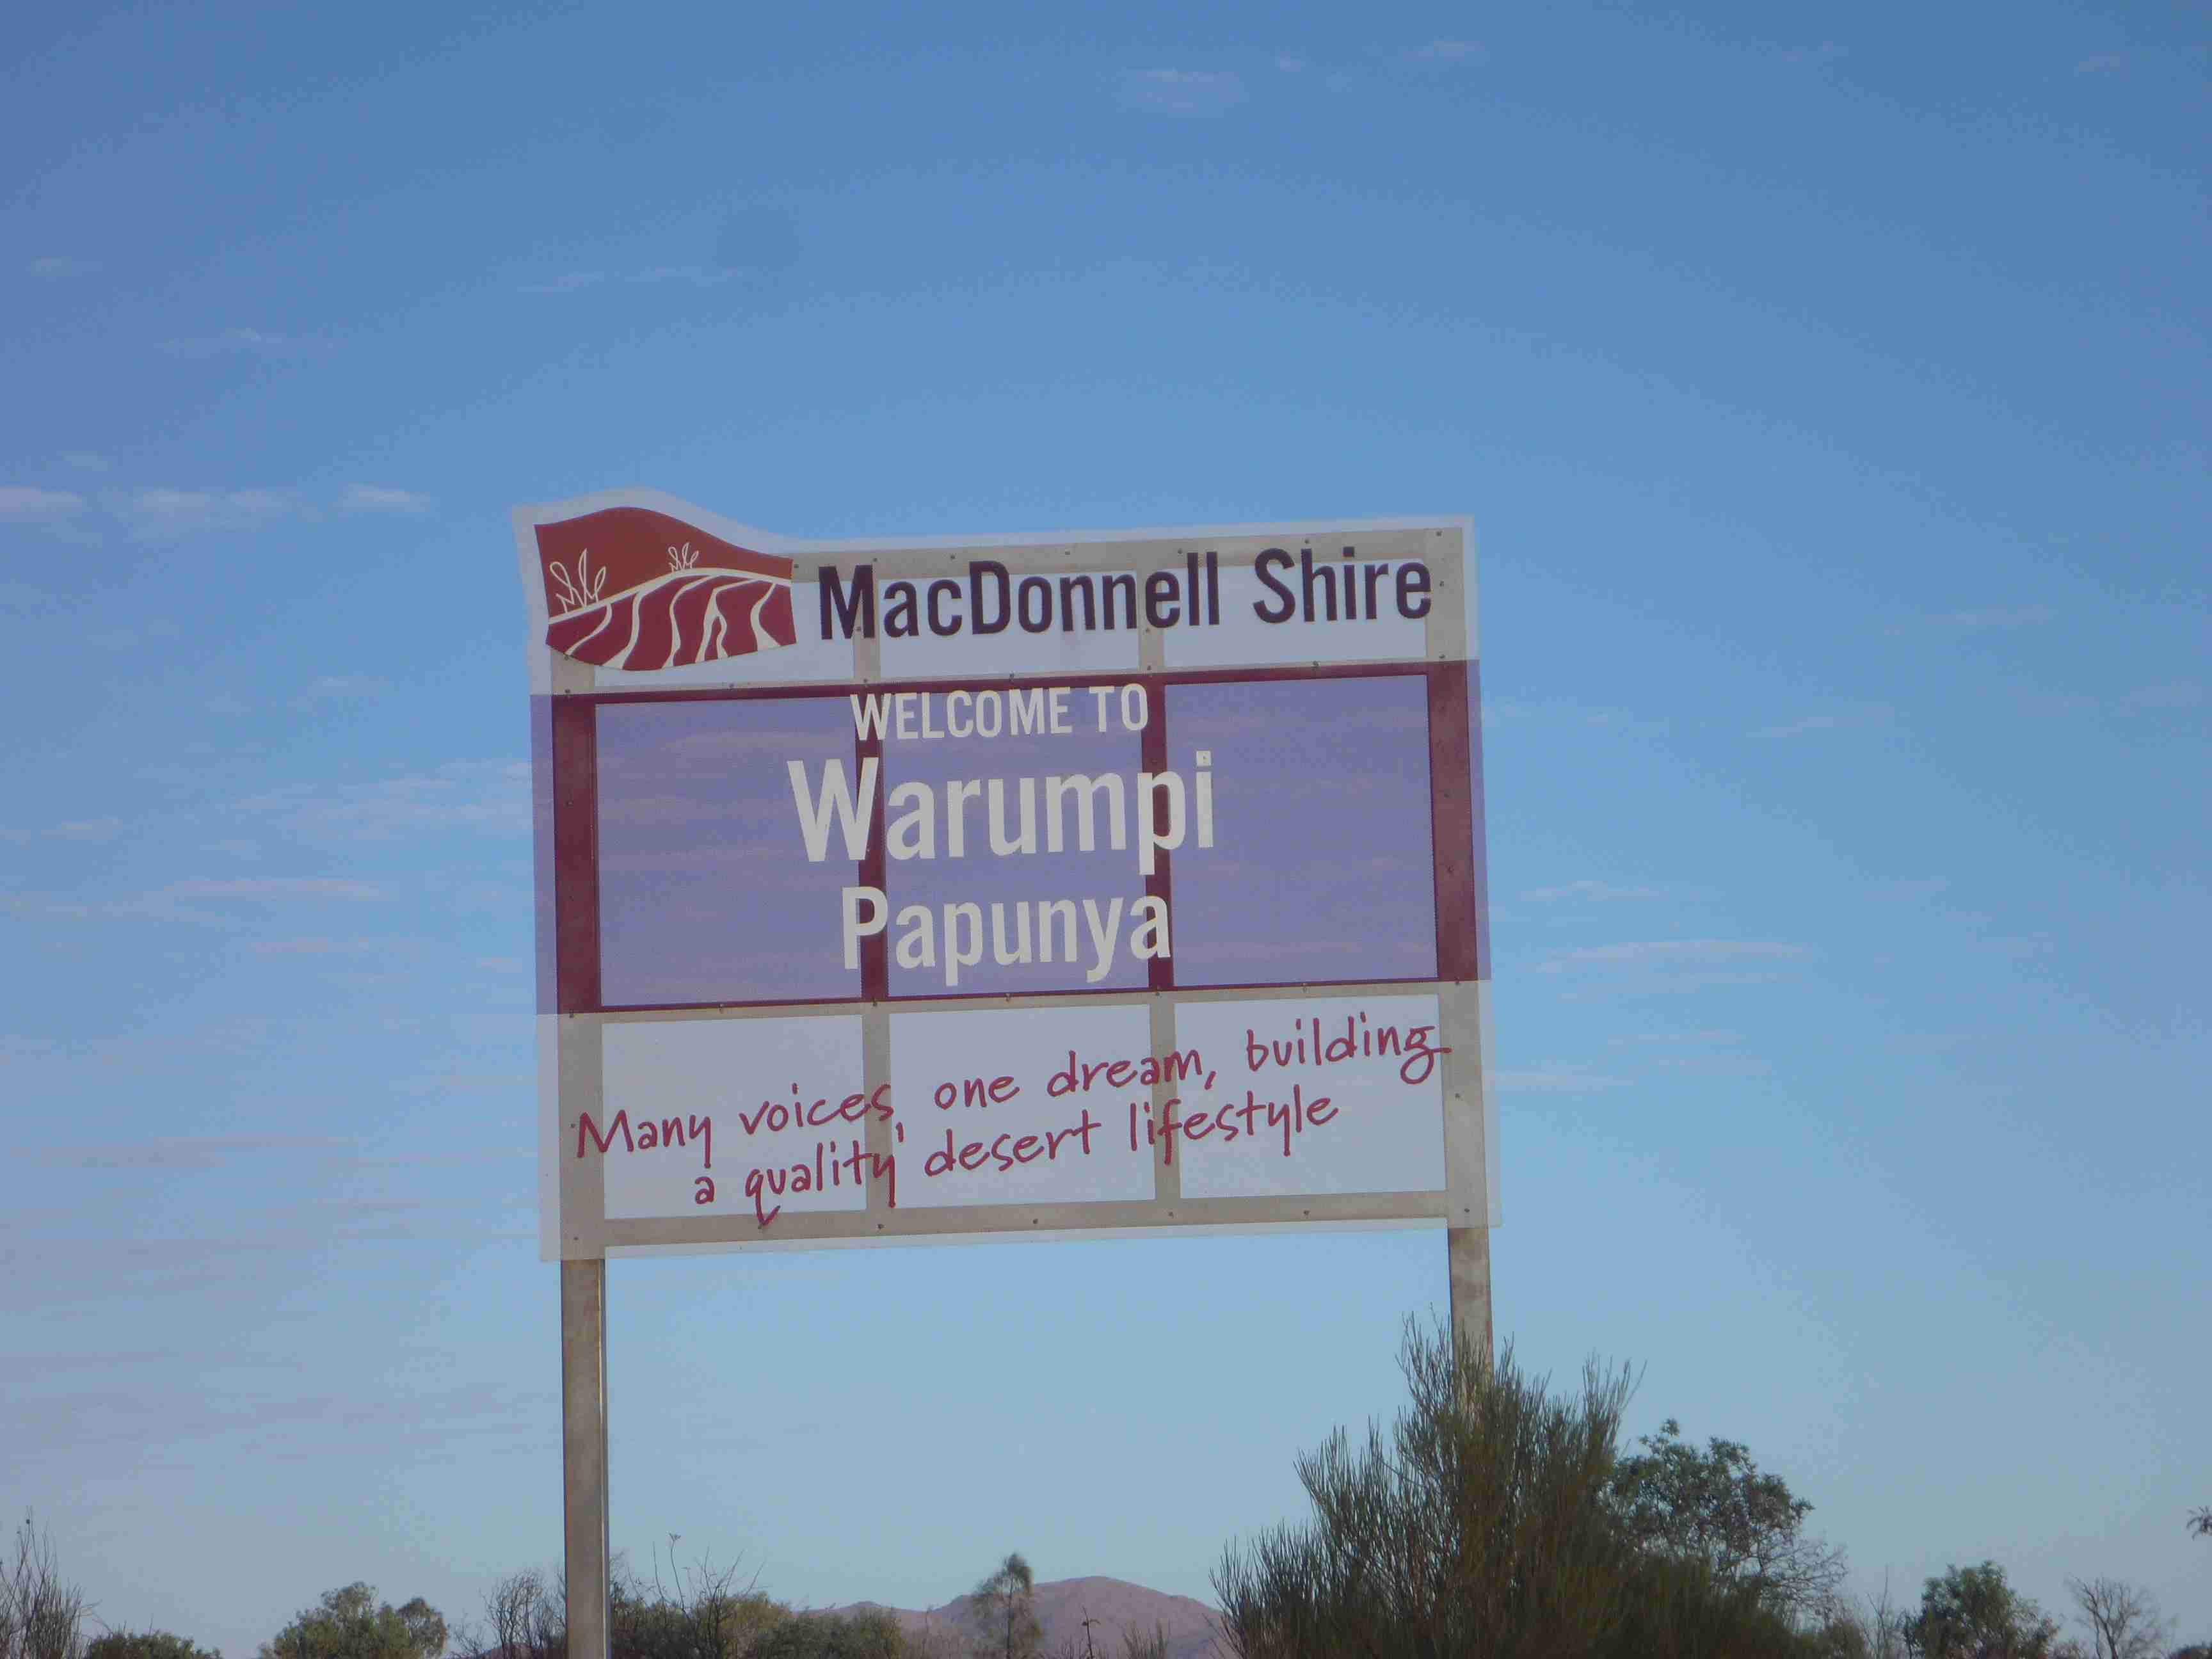 MacDonnell Shire
WELCOME TO
Warumpi
Papunya
Many voices, one dream, building
a quality desert lifestyle